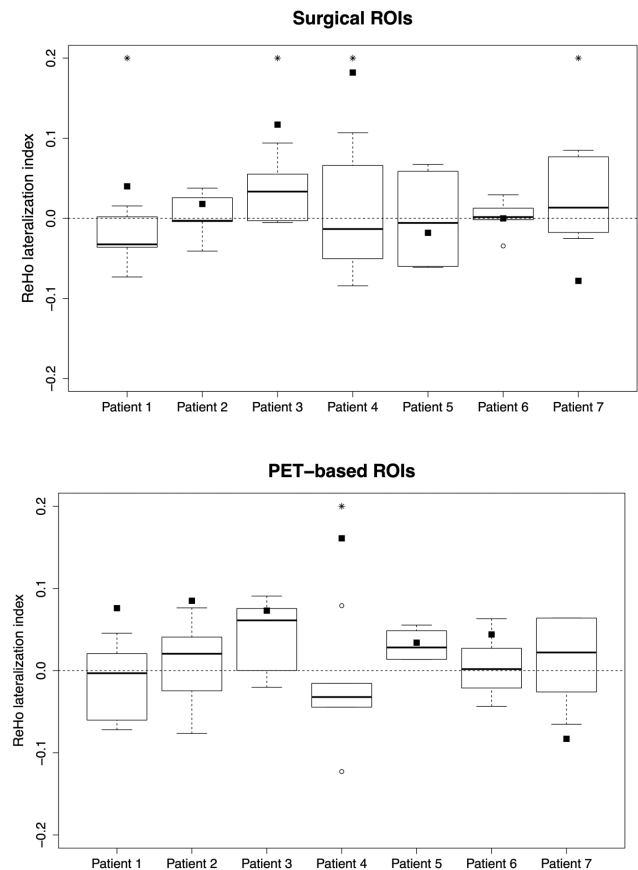 Surgical ROIs
ReHo lateralization index
0.2
0.1
0.0
−0.1
−0.2
Patient 1 Patient 2 Patient 3 Patient 4 Patient 5 Patient 6 Patient 7
PET−based ROIs
ReHo lateralization index
0.2
0.1
0.0
−0.1
−0.2
Patient 1 Patient 2 Patient 3 Patient 4 Patient 5 Patient 6 Patient 7